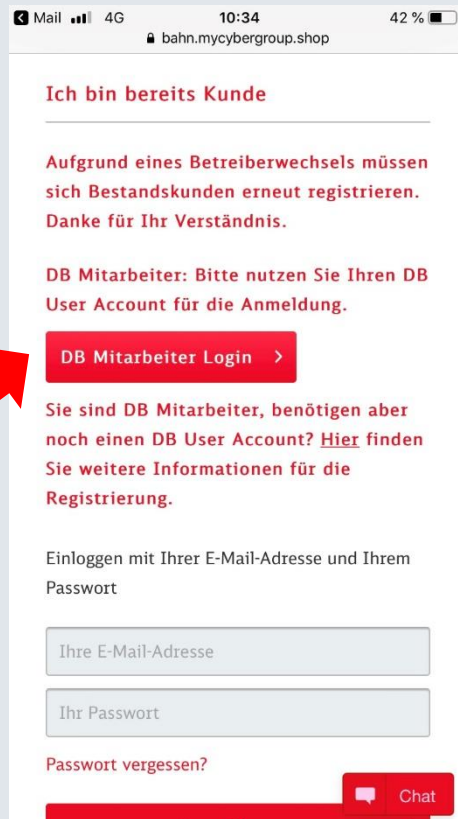 Mail 4G 10:34 42 %
bahn.mycybergroup.shop
Ich bin bereits Kunde
Aufgrund eines Betreiberwechsels müssen
sich Bestandskunden erneut registrieren.
Danke für Ihr Verständnis.
DB Mitarbeiter: Bitte nutzen Sie Ihren DB
User Account für die Anmeldung.
DB Mitarbeiter Login >
Sie sind DB Mitarbeiter, benötigen aber
noch einen DB User Account? Hier finden
Sie weitere Informationen für die
Registrierung.
Einloggen mit Ihrer E-Mail-Adresse und Ihrem
Passwort
Ihre E-Mail-Adresse
Ihr Passwort
Passwort vergessen?
Chat